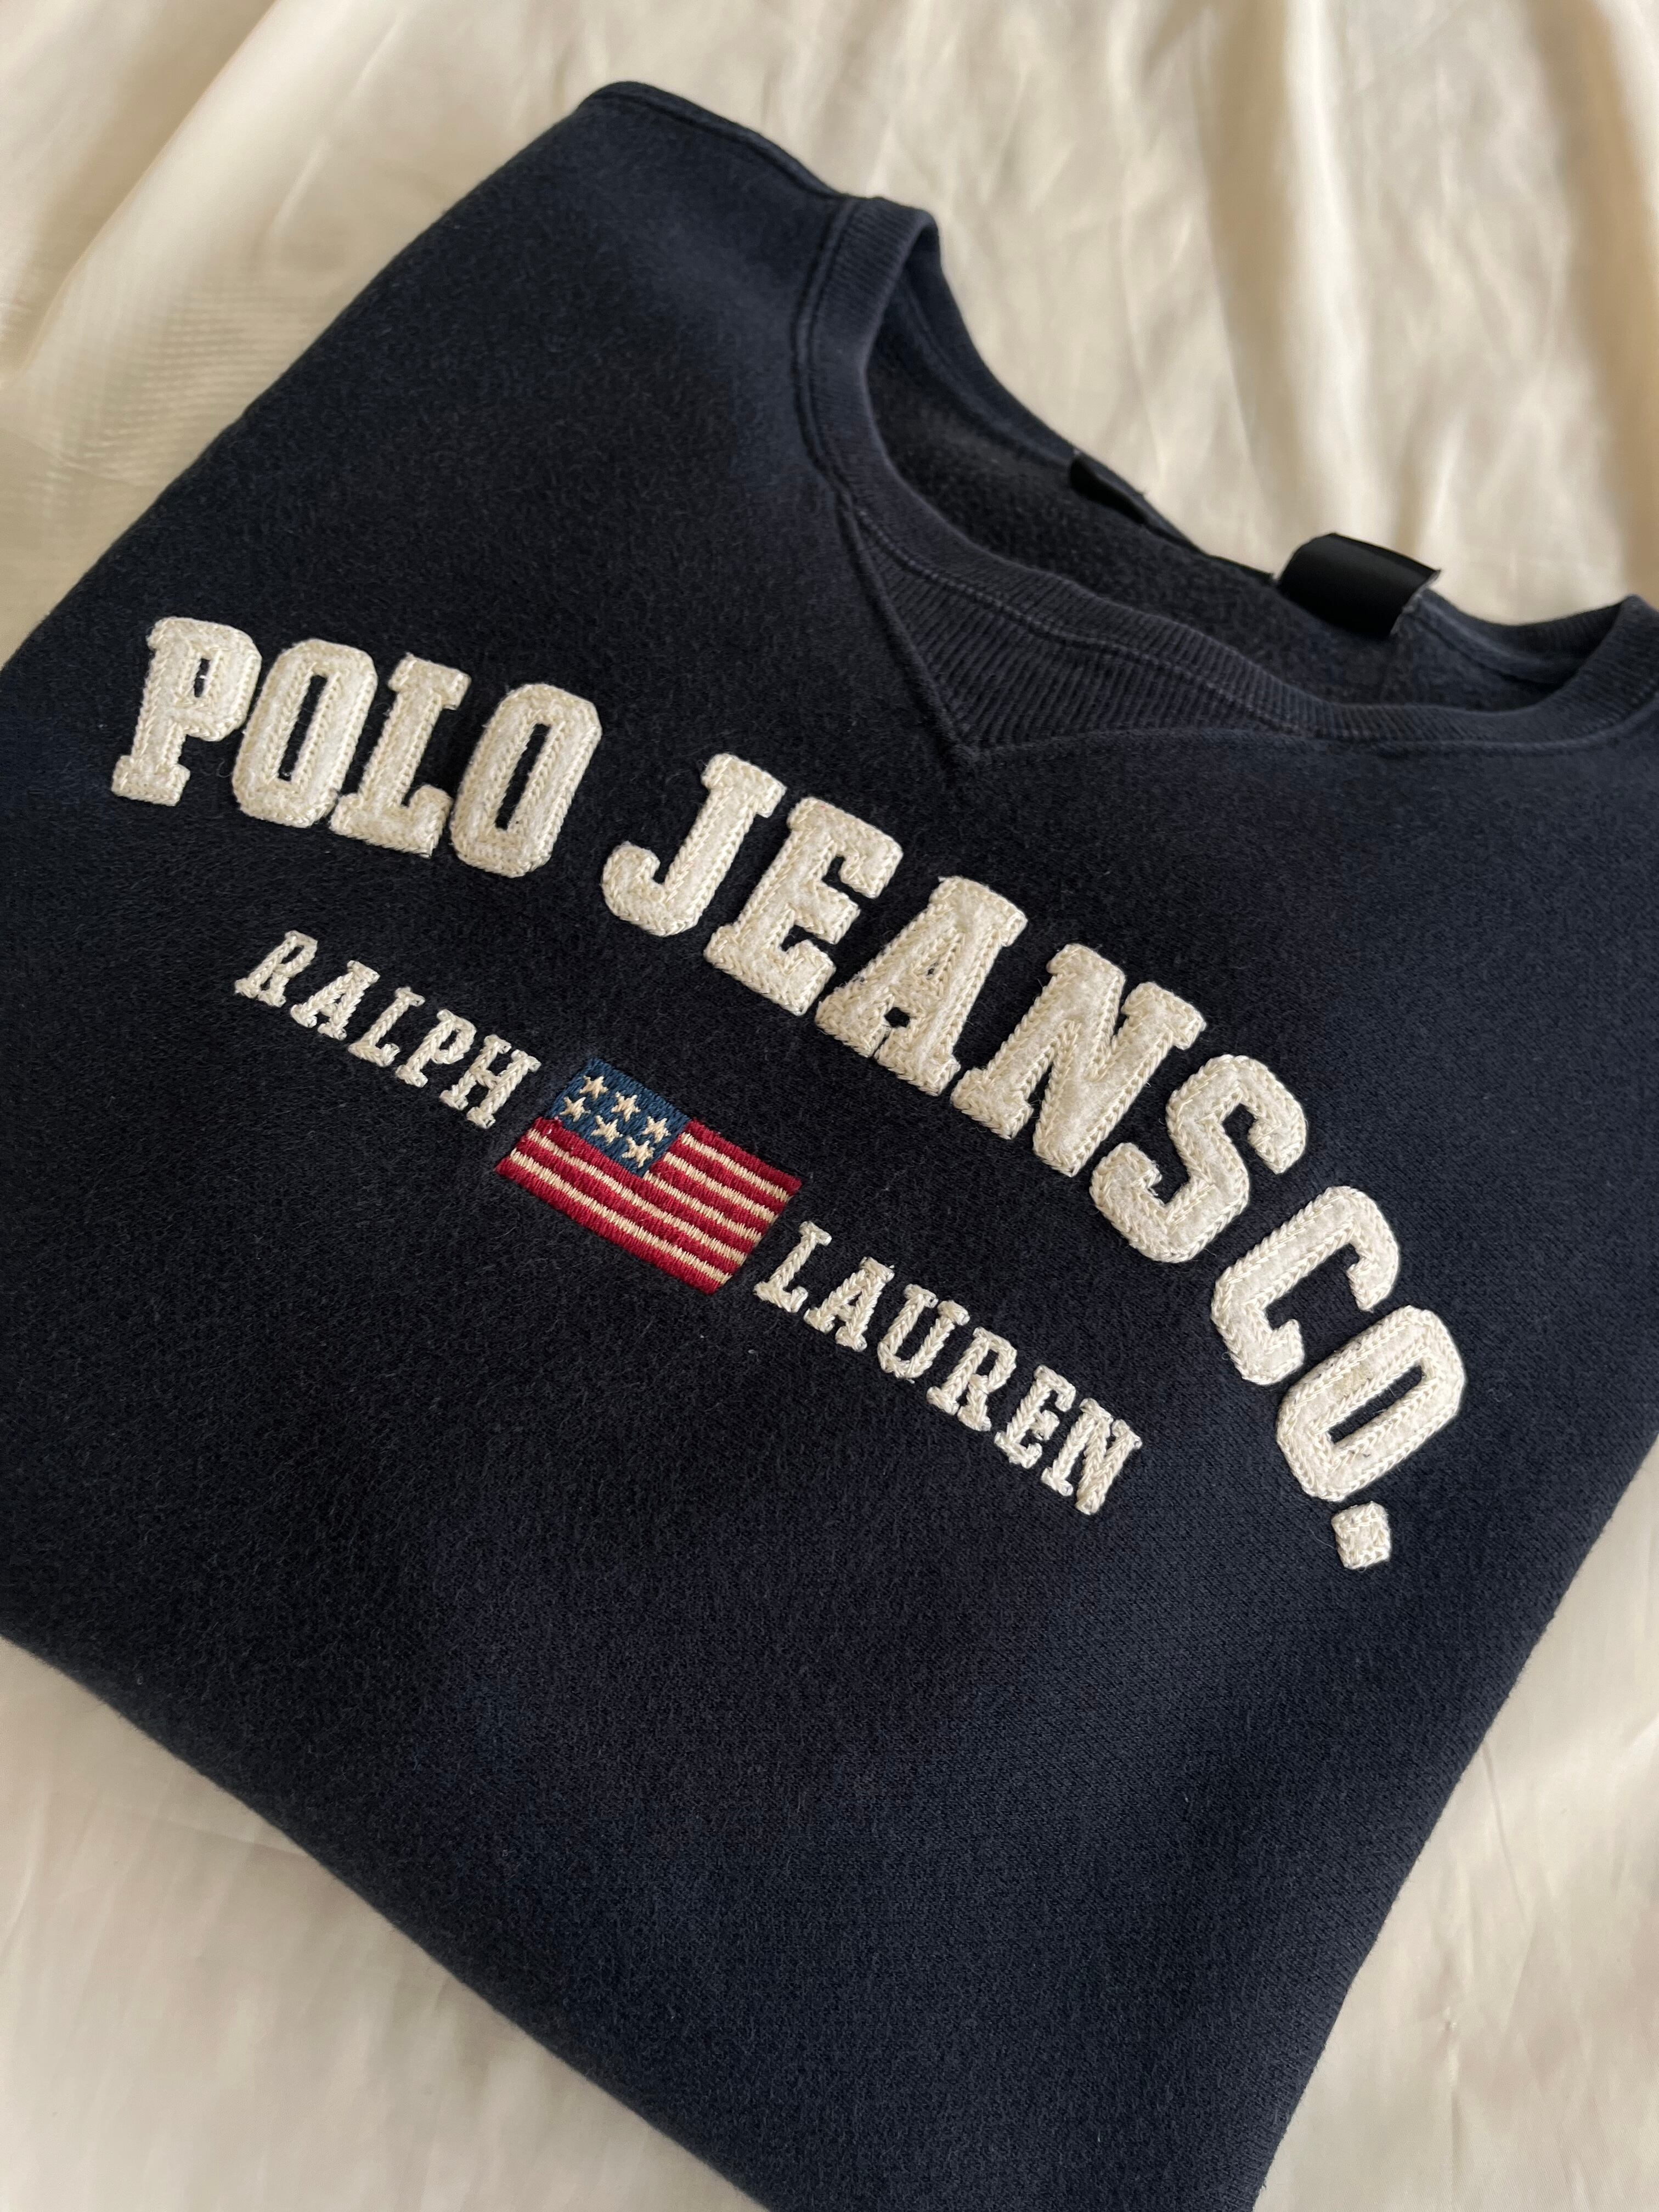 POLO JEANS CO.
RALPH LAUREN